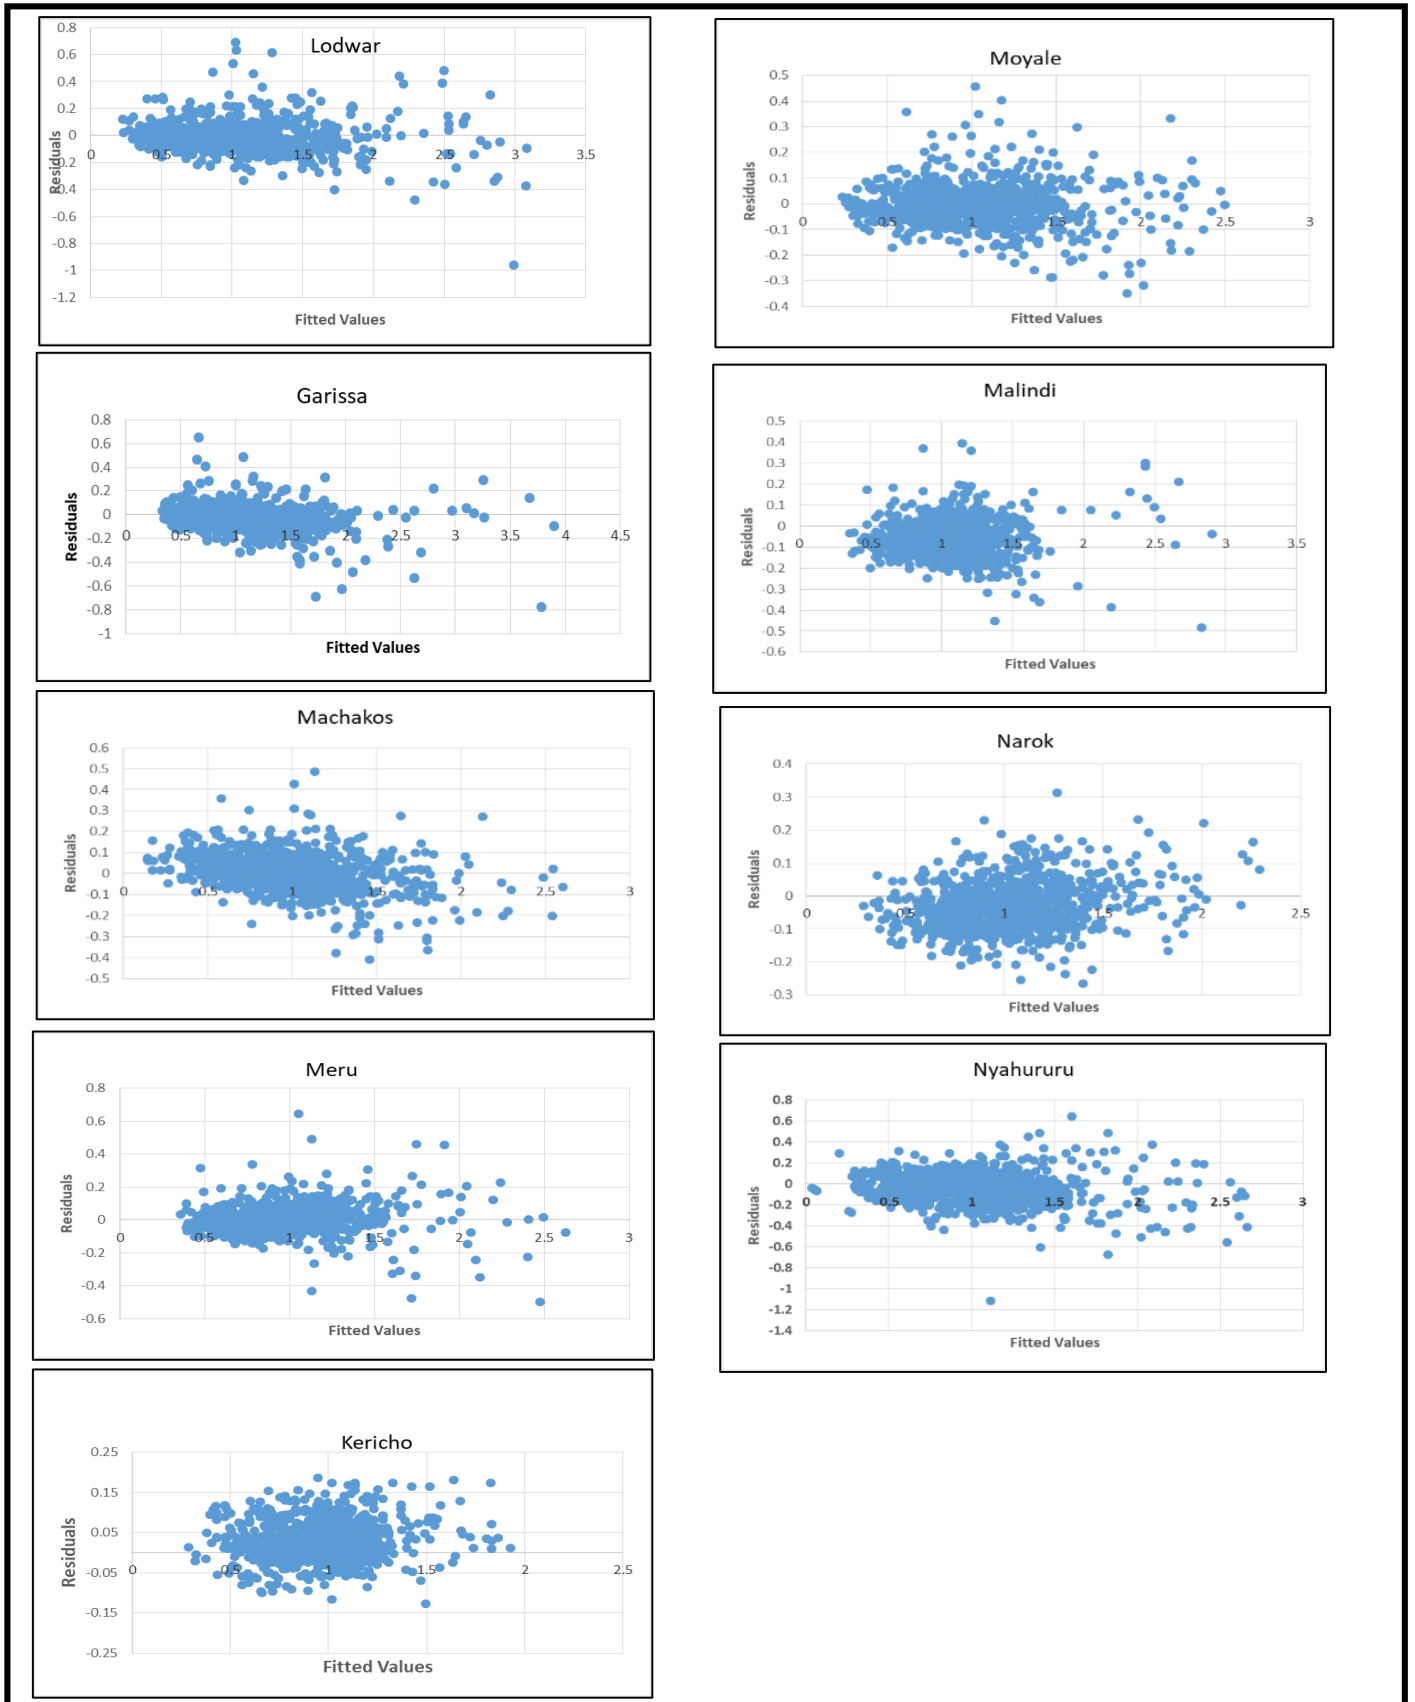 Lodwar
0.8
0.6
0.4
0.2
0
0.2
0.4
-0.6
-0.8
-1
-1.2
0 0.5 1 1.5 2 2.5 3 3.5
Residuals
Fitted Values
Moyale
0.5
0.4
0.3
0.2
0.1
0
-0.1
-0.2
-0.3
-0.4
0 0.5 1 1.5 2 2.5 3
Residuals
Fitted Values
Garissa
0.8
0.6
0.4
0.2
0
-0.2
-0.4
-0.6
-0.8
-1
0 0.5 1 1.5 2 2.5 3 3.5 4 4.5
Residuals
Fitted Values
Malindi
0.5
0.4
0.3
0.2
0.1
0
-0.1
-0.2
-0.3
-0.4
-0.5
-0.6
0 0.5 1 1.5 2 2.5 3 3.5
Residuals
Fitted Values
Machakos
0.6
0.5
0.4
0.3
0.2
0.1
0
-0.1
-0.2
-0.3
-0.4
-0.5
0 0.5 1 1.5 2 2.5 3
Residuals
Fitted Values
Narok
0.4
0.3
0.2
0.1
0
-0.1
-0.2
-0.3
0 0.5 1 1.5 2 2.5
Residuals
Fitted Values
Meru
0.8
0.6
0.4
0.2
0
-0.2
-0.4
-0.6
0 0.5 1 1.5 2 2.5 3
Residuals
Fitted Values
Nyahururu
0.8
0.6
0.4
0.2
0
-0.2
-0.4
-0.6
-0.8
-1
-1.2
-1.4
0 0.5 1 1.5 2 2.5 3
Residuals
Fitted Values
Kericho
0.25
0.15
0.05
-0.05
-0.15
-0.25
0 0.5 1 1.5 2 2.5
Residuals
Fitted Values